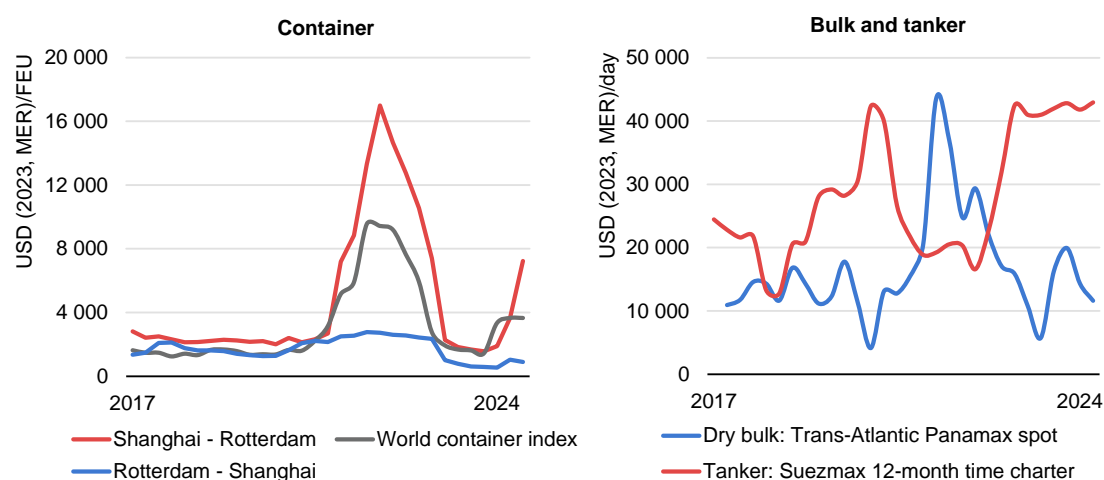 Container
USD (2023, MER)/FEU
20 000
16 000
12 000
8 000
4 000
0
2017 2024
Shanghai - Rotterdam World container index
Rotterdam - Shanghai
Bulk and tanker
USD (2023, MER)/day
50 000
40 000
30 000
20 000
10 000
0
2017 2024
Dry bulk: Trans-Atlantic Panamax spot
Tanker: Suezmax 12-month time charter